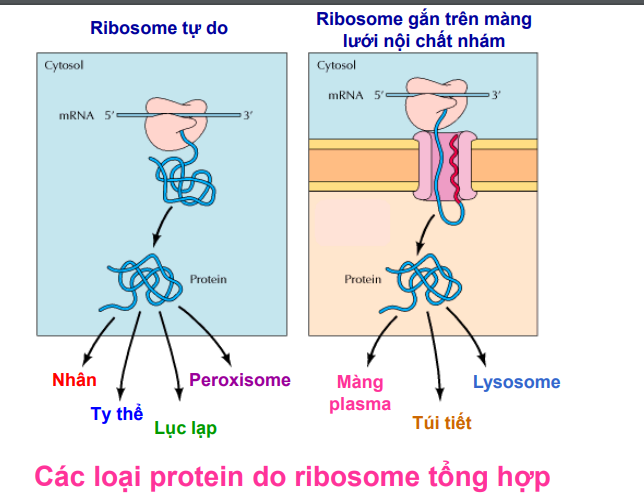 Ribosome tự do
Ribosome gắn trên màng
lưới nội chất nhám
Cytosol
mRNA 5′ 3′
Protein
Cytosol
mRNA 5′ 3′
Protein
Nhân
Ty thể
Lục lạp
Peroxisome
Màng
plasma
Túi tiết
Lysosome
Các loại protein do ribosome tổng hợp